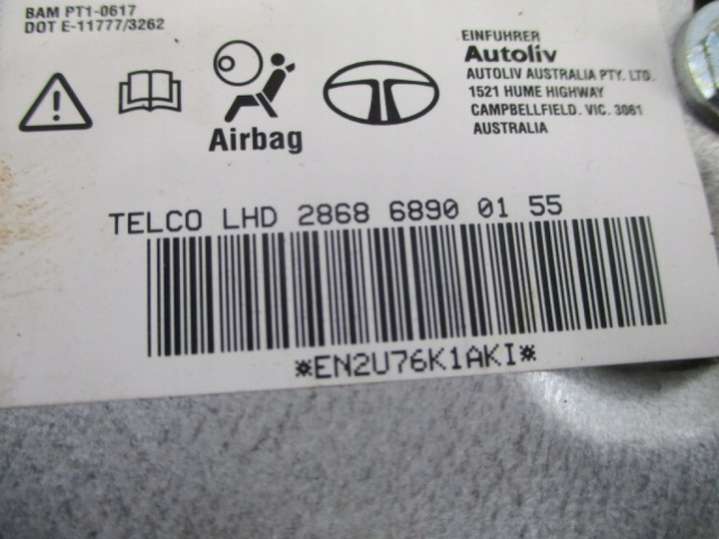 BAM PT1-0617
DOT E-11777/3262
Airbag
EINFUHRER
Autoliv
AUTOLIV AUSTRALIA PTY. LTD.
1521 HUME HIGHWAY
CAMPBELLFIELD. VIC. 3061
AUSTRALIA
TELCO LHD 2868 6890 01 55
*EN2U76K1AKI*